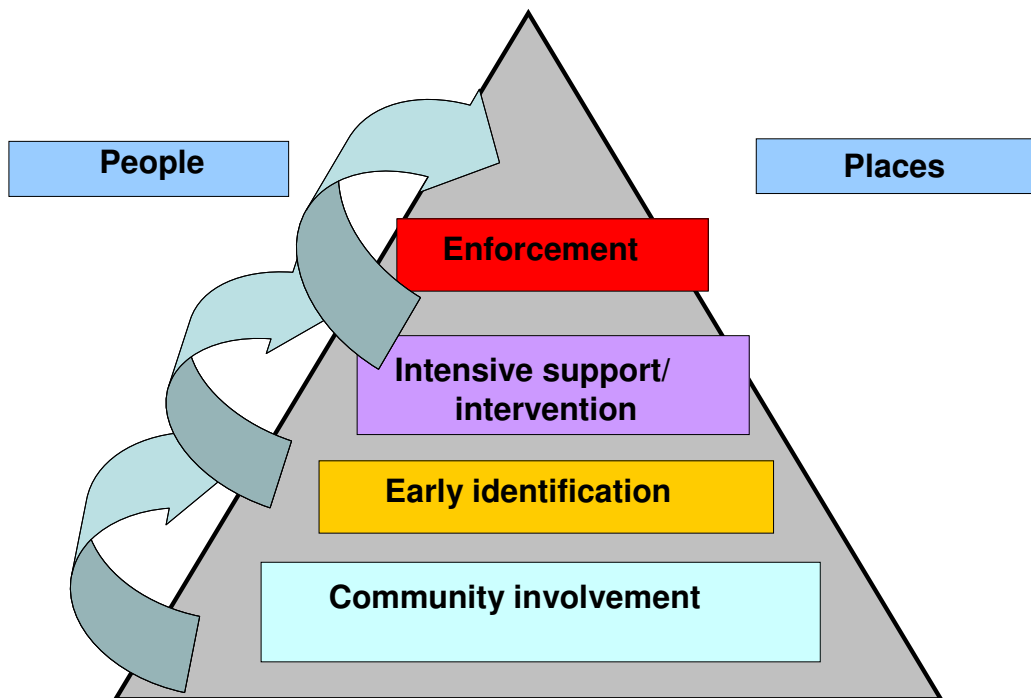 People
Places
Enforcement
Intensive support/
intervention
Early identification
Community involvement